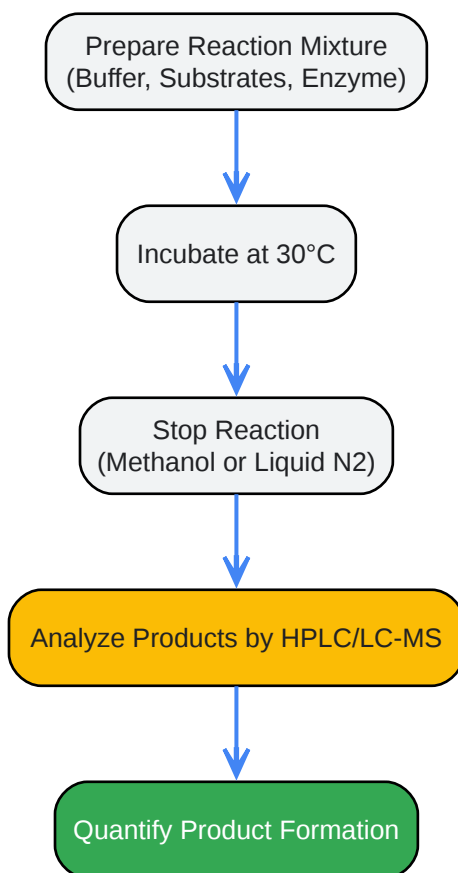 Prepare Reaction Mixture
(Buffer, Substrates, Enzyme)
Incubate at 30°C
Stop Reaction
(Methanol or Liquid N2)
Analyze Products by HPLC/LC-MS
Quantify Product Formation